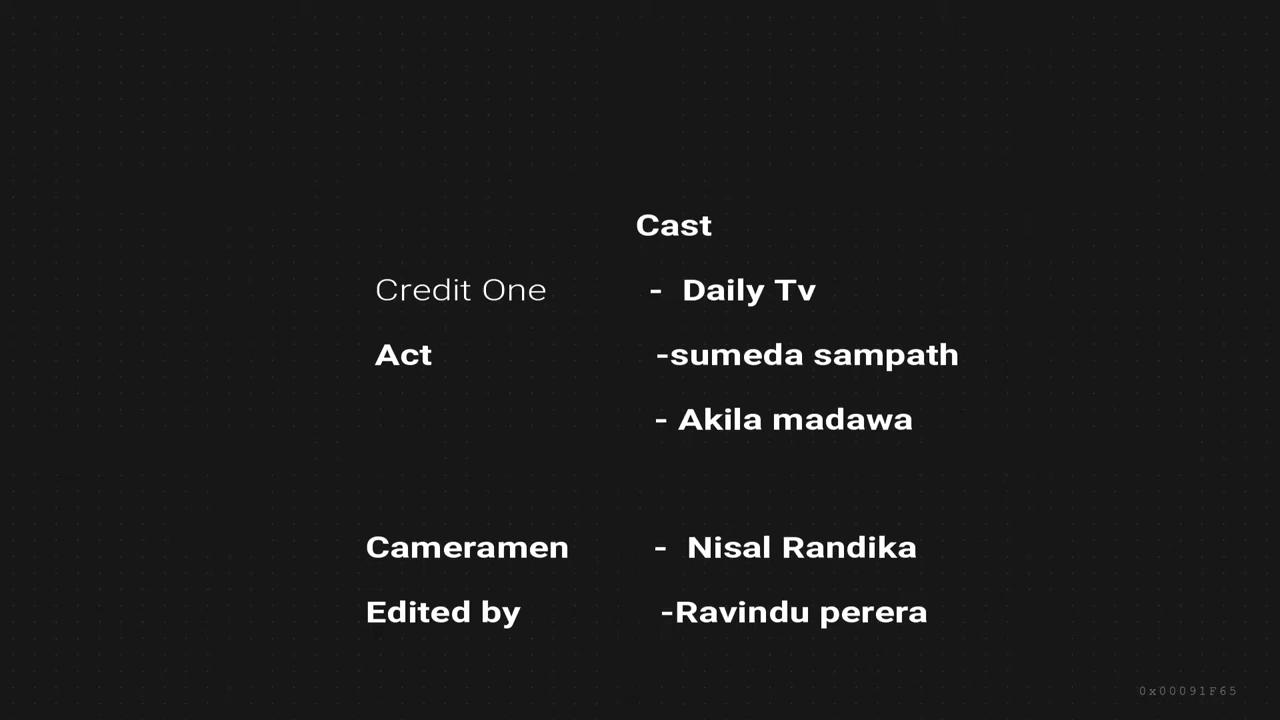 Cast
Credit One - Daily Tv
Act -sumeda sampath
- Akila madawa
Cameramen - Nisal Randika
Edited by -Ravindu perera
0x00091F65